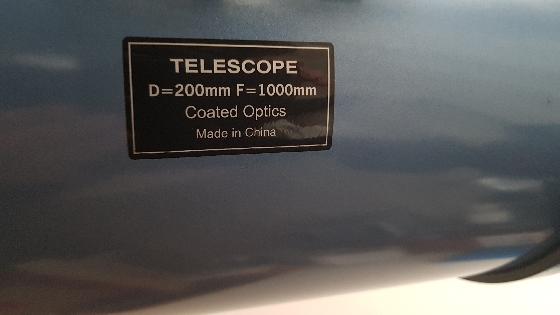 TELESCOPE
D=200mm F=1000mm
Coated Optics
Made in China